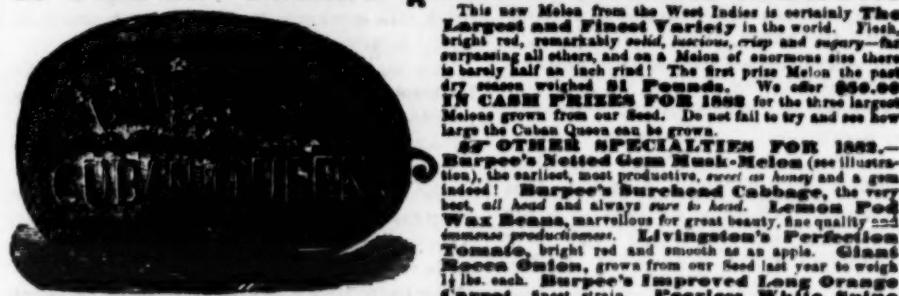 CUBAN QUEEN
This new Melon from the West Indies is certainly The
Largest and Finest Variety in the world. Flesh,
bright red, remarkably solid, luscious, crisp and sugary—far
surpassing all others, and on a Melon of enormous size there
is barely half an inch rind! The first prize Melon the past
dry season weighed 81 Pounds. We offer $50.00
IN CASH PRIZES FOR 1882 for the three largest
Melons grown from our Seed. Do not fail to try and see how
large the Cuban Queen can be grown.
OTHER SPECIALTIES FOR 1882.—
Burpee's Netted Gem Musk-Melon (see illustra-
tion), the earliest, most productive, sweet as honey and a gem
indeed! Burpee's Surehead Cabbage, the very
best, all head and always sure to head. Lemon Pod
Wax Beans, marvellous for great beauty, fine quality and
immense productiveness. Livingston's Perfection
Tomato, bright red and smooth as an apple. Giant
Rocca Onion, grown from our Seed last year to weigh
1¼ lbs. each. Burpee's Improved Long Orange
Carrot, finest strain. Peerless White Spine